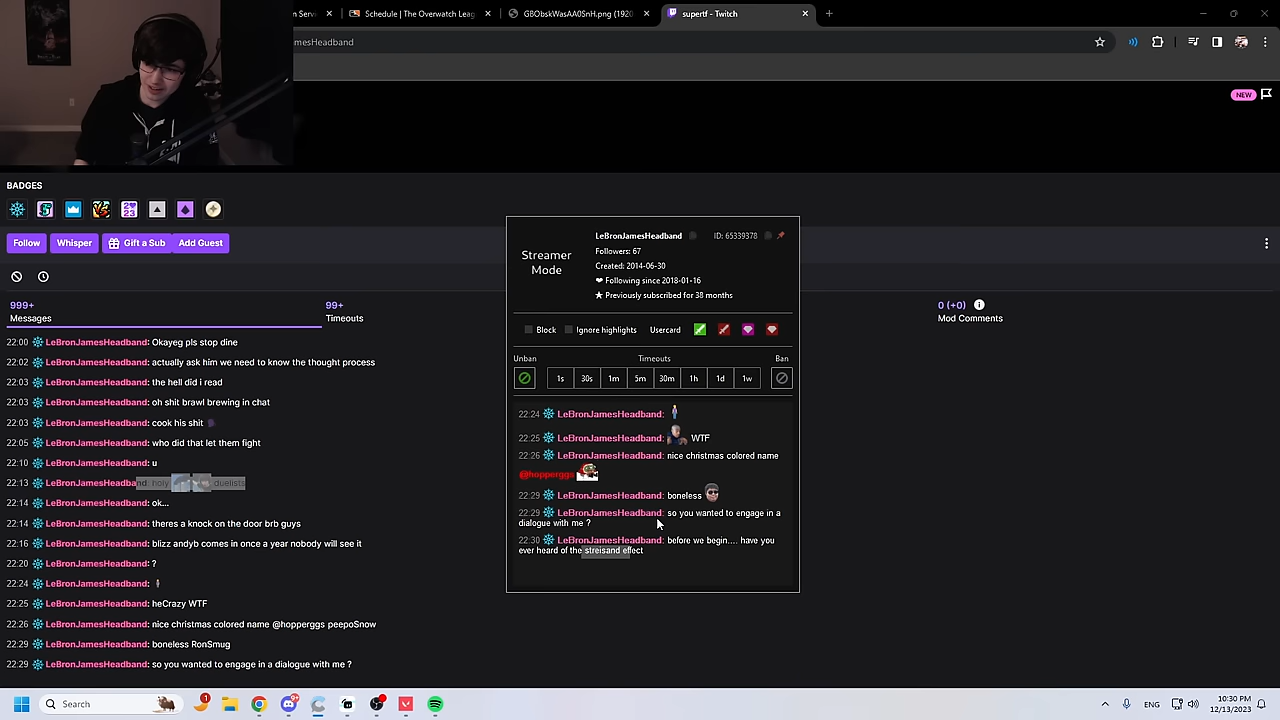 n Serv
Schedule | The Overwatch Leag
GBObskWasAA0SnH.png (1920
supertf - Twitch
mesHeadband
NEW
BADGES
Follow
Whisper
Gift a Sub
Add Guest
999+
Messages
99+
Timeouts
0 (+0)
Mod Comments
22:00 LeBronJamesHeadband: Okayeg pls stop dine
22:02 LeBronJamesHeadband: actually ask him we need to know the thought process
22:03 LeBronJamesHeadband: the hell did i read
22:03 LeBronJamesHeadband: oh shit brawl brewing in chat
22:03 LeBronJamesHeadband: cook his shit
22:05 LeBronJamesHeadband: who did that let them fight
22:10 LeBronJamesHeadband: u
22:13 LeBronJamesHeadband: holy duelists
22:14 LeBronJamesHeadband: ok...
22:14 LeBronJamesHeadband: theres a knock on the door brb guys
22:16 LeBronJamesHeadband: blizz andyb comes in once a year nobody will see it
22:20 LeBronJamesHeadband: ?
22:24 LeBronJamesHeadband:
22:25 LeBronJamesHeadband: heCrazy WTF
22:26 LeBronJamesHeadband: nice christmas colored name @hopperggs peepoSnow
22:29 LeBronJamesHeadband: boneless RonSmug
22:29 LeBronJamesHeadband: so you wanted to engage in a dialogue with me ?
Streamer
Mode
LeBronJamesHeadband
ID: 65339378
Followers: 67
Created: 2014-06-30
❤ Following since 2018-01-16
★ Previously subscribed for 38 months
Block
Ignore highlights
Usercard
Unban
Timeouts
Ban
1s
30s
1m
5m
30m
1h
1d
1w
22:24 LeBronJamesHeadband:
22:25 LeBronJamesHeadband: WTF
22:26 LeBronJamesHeadband: nice christmas colored name
@hopperggs
22:29 LeBronJamesHeadband: boneless
22:29 LeBronJamesHeadband: so you wanted to engage in a
dialogue with me ?
22:30 LeBronJamesHeadband: before we begin.... have you
ever heard of the streisand effect
Search
ENG
10:30 PM
12/13/2023